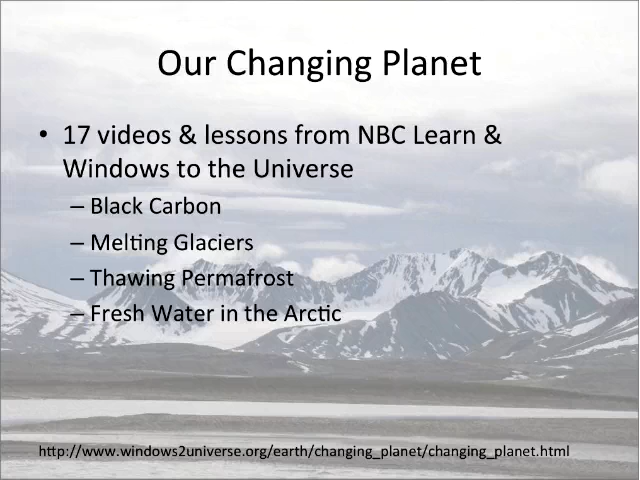 Our Changing Planet
• 17 videos & lessons from NBC Learn &
Windows to the Universe
– Black Carbon
– Melting Glaciers
– Thawing Permafrost
– Fresh Water in the Arctic
http://www.windows2universe.org/earth/changing_planet/changing_planet.html